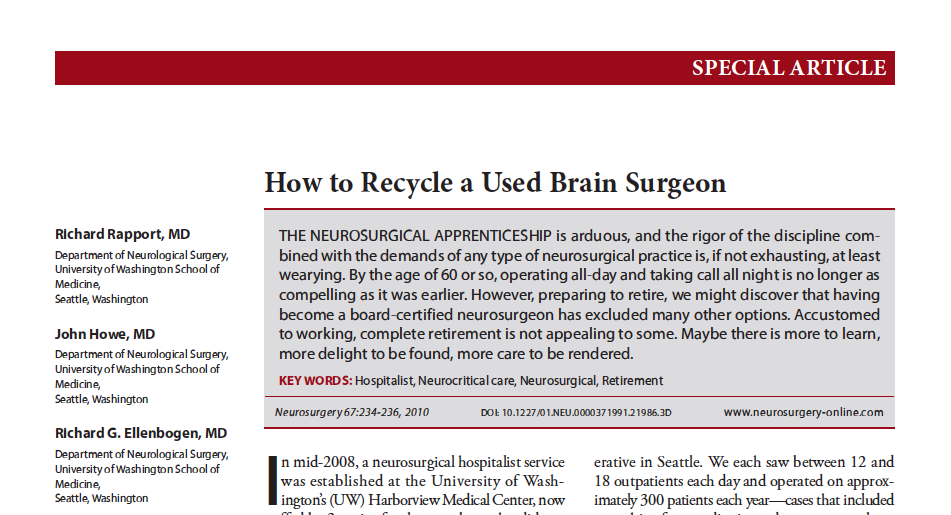 SPECIAL ARTICLE
How to Recycle a Used Brain Surgeon
Richard Rapport, MD
Department of Neurological Surgery,
University of Washington School of
Medicine,
Seattle, Washington
John Howe, MD
Department of Neurological Surgery,
University of Washington School of
Medicine,
Seattle, Washington
Richard G. Ellenbogen, MD
Department of Neurological Surgery,
University of Washington School of
Medicine,
Seattle, Washington
THE NEUROSURGICAL APPRENTICESHIP is arduous, and the rigor of the discipline com-
bined with the demands of any type of neurosurgical practice is, if not exhausting, at least
wearying. By the age of 60 or so, operating all-day and taking call all night is no longer as
compelling as it was earlier. However, preparing to retire, we might discover that having
become a board-certified neurosurgeon has excluded many other options. Accustomed
to working, complete retirement is not appealing to some. Maybe there is more to learn,
more delight to be found, more care to be rendered.
KEY WORDS: Hospitalist, Neurocritical care, Neurosurgical, Retirement
Neurosurgery 67:234-236, 2010 DOI: 10.1227/01.NEU.0000371991.21986.3D www.neurosurgery-online.com
In mid-2008, a neurosurgical hospitalist service
was established at the University of Wash-
ington's (UW) Harborview Medical Center, now
erative in Seattle. We each saw between 12 and
18 outpatients each day and operated on approx-
imately 300 patients each year—cases that included